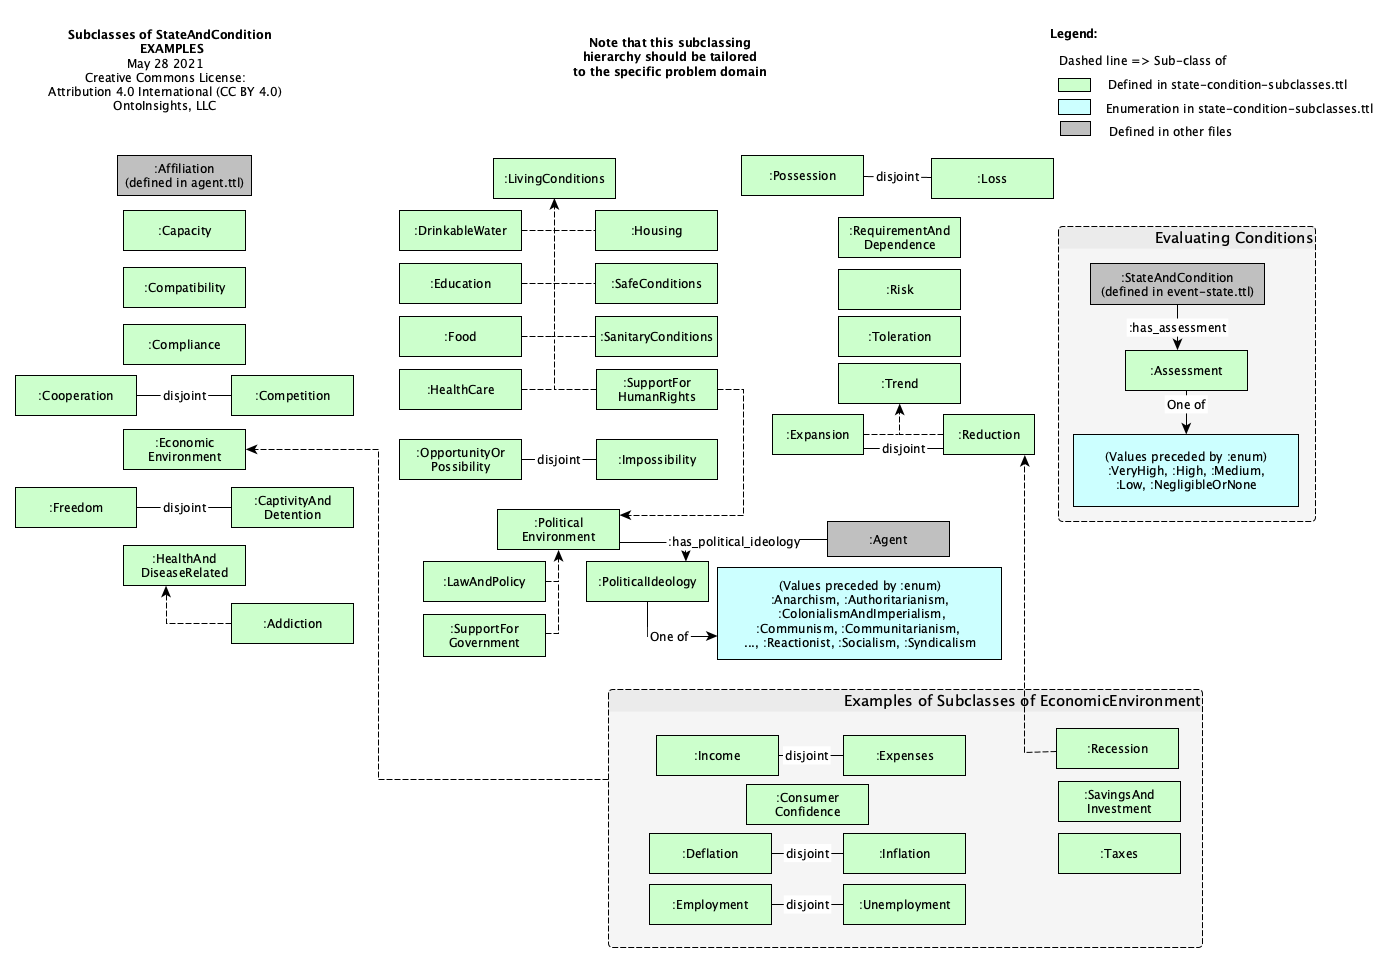 Subclasses of StateAndCondition
EXAMPLES
May 28 2021
Creative Commons License:
Attribution 4.0 International (CC BY 4.0)
OntoInsights, LLC
Note that this subclassing
hierarchy should be tailored
to the specific problem domain
Legend:
Dashed line => Sub-class of
Defined in state-condition-subclasses.ttl
Enumeration in state-condition-subclasses.ttl
Defined in other files
:Affiliation
(defined in agent.ttl)
:Capacity
:Compatibility
:Compliance
:Cooperation
disjoint
:Competition
:Economic
Environment
:Freedom
disjoint
:CaptivityAnd
Detention
:HealthAnd
DiseaseRelated
:Addiction
:LivingConditions
:DrinkableWater
:Housing
:Education
:SafeConditions
:Food
:SanitaryConditions
:HealthCare
:SupportFor
HumanRights
:OpportunityOr
Possibility
disjoint
:Impossibility
:Political
Environment
:has_political_ideology
:Agent
:LawAndPolicy
:PoliticalIdeology
:SupportFor
Government
One of
(Values preceded by :enum)
:Anarchism, :Authoritarianism,
:ColonialismAndImperialism,
:Communism, :Communitarianism,
..., :Reactionist, :Socialism, :Syndicalism
:Possession
disjoint
:Loss
:RequirementAnd
Dependence
:Risk
:Toleration
:Trend
:Expansion
disjoint
:Reduction
Evaluating Conditions
:StateAndCondition
(defined in event-state.ttl)
:has_assessment
:Assessment
One of
(Values preceded by :enum)
:VeryHigh, :High, :Medium,
:Low, :NegligibleOrNone
Examples of Subclasses of EconomicEnvironment
:Income
disjoint
:Expenses
:Recession
:Consumer
Confidence
:SavingsAnd
Investment
:Deflation
disjoint
:Inflation
:Taxes
:Employment
disjoint
:Unemployment